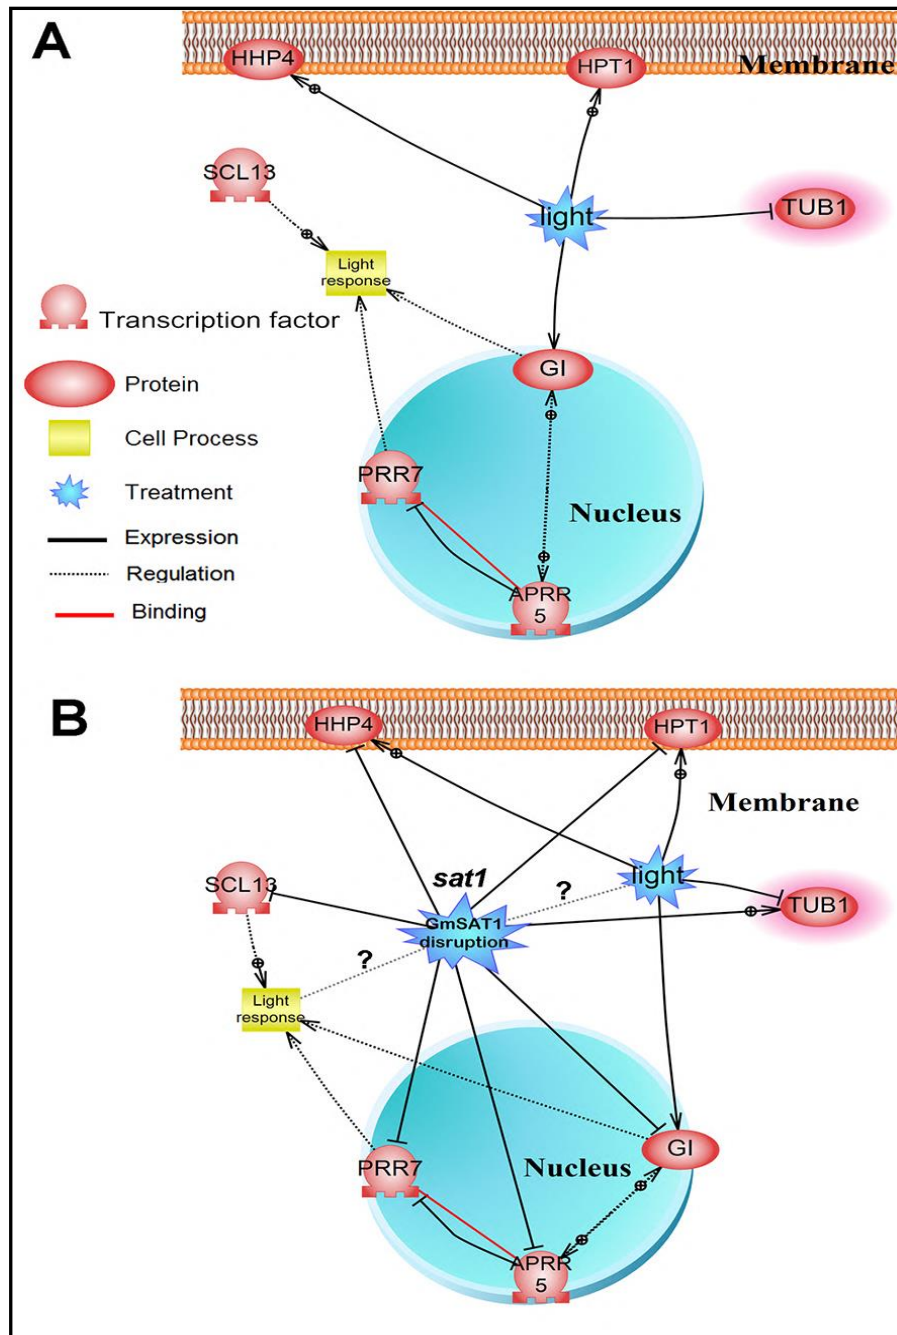 A
HHP4
HPT1
Membrane
SCL13
light
TUB1
Light
response
Transcription factor
GI
Protein
Cell Process
PRR7
Treatment
Nucleus
Expression
Regulation
APRR
5
Binding
B
HHP4
HPT1
Membrane
sat1
SCL13
?
light
TUB1
GmSAT1
disruption
?
Light
response
GI
PRR7
Nucleus
APRR
5